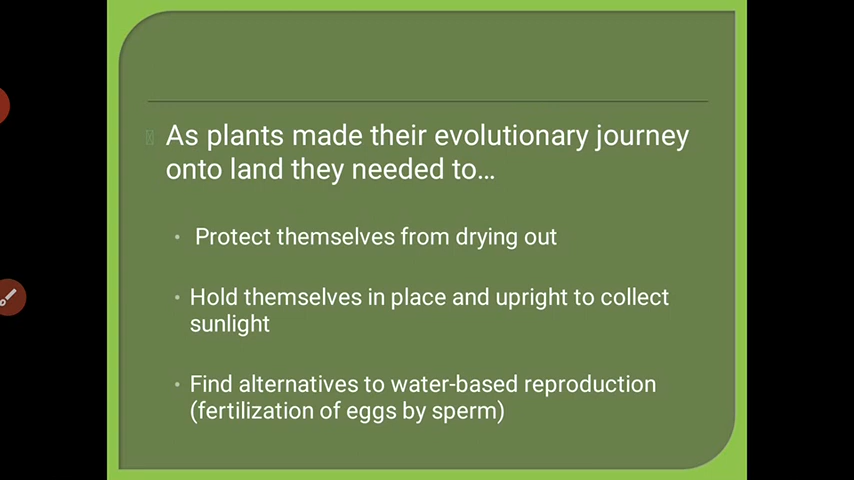 As plants made their evolutionary journey
onto land they needed to...
• Protect themselves from drying out
• Hold themselves in place and upright to collect
sunlight
• Find alternatives to water-based reproduction
(fertilization of eggs by sperm)